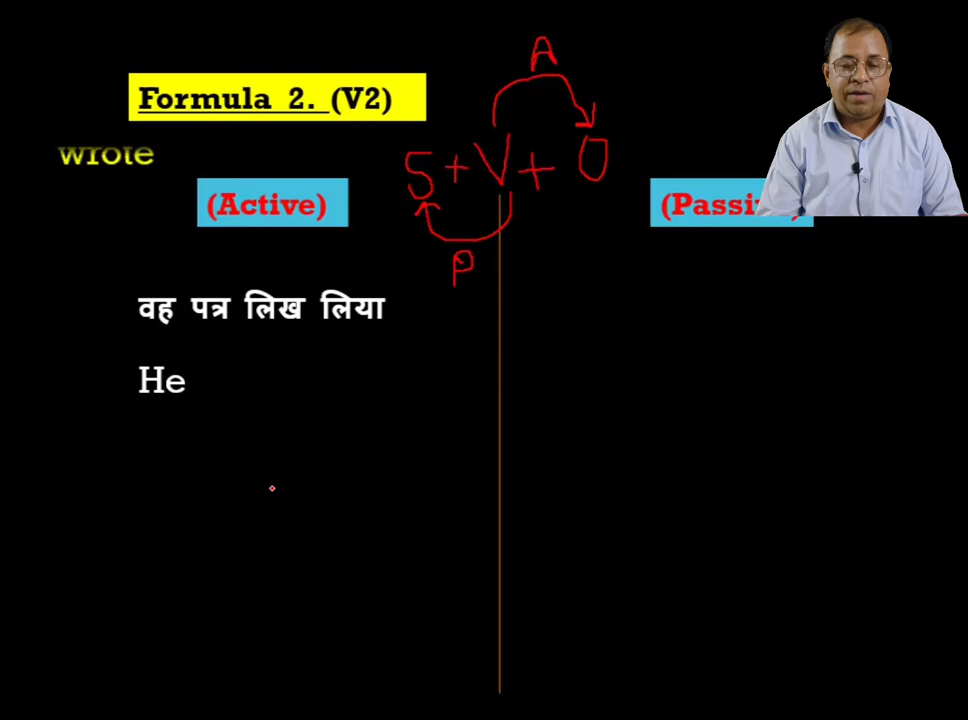 A
Formula 2. (V2)
wrote
S + V + O
(Active)
P
वह पत्र लिख लिया
He